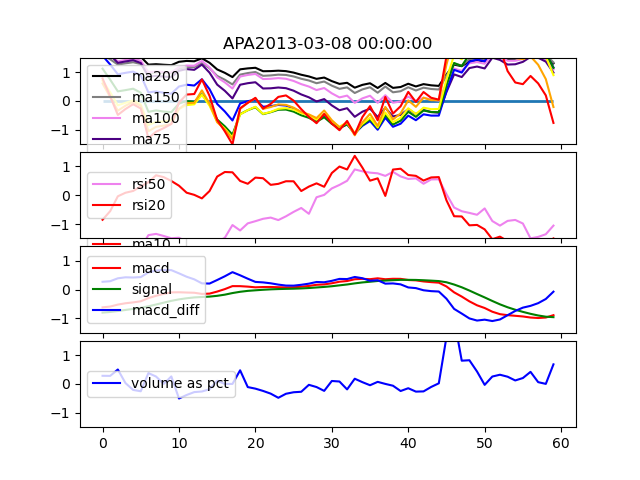 APA2013-03-08 00:00:00
1
0
−1
ma200
ma150
ma100
ma75
1
0
−1
rsi50
rsi20
ma10
1
0
−1
macd
signal
macd_diff
1
0
−1
volume as pct
0 10 20 30 40 50 60